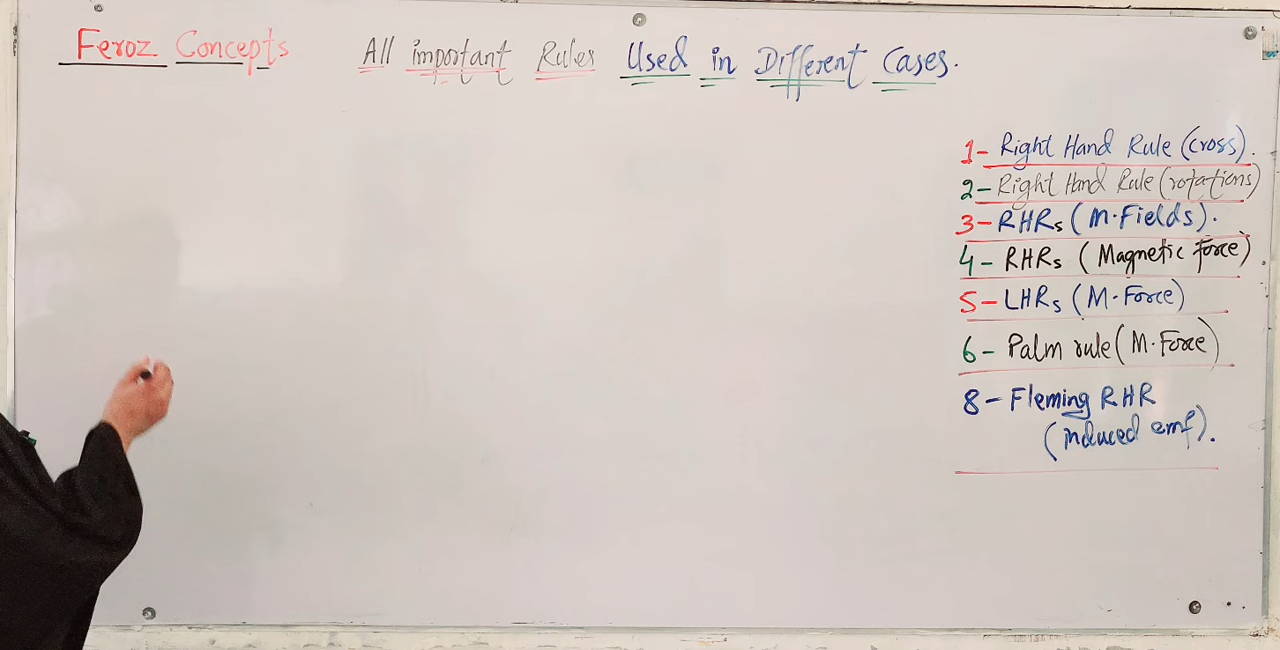 Feroz Concepts All important Rules Used in Different Cases.
1- Right Hand Rule (cross).
2- Right Hand Rule (rotations)
3- RHRs (M.Fields).
4- RHRs (Magnetic force)
5- LHRs (M.Force)
6- Palm rule (M.Force)
8- Fleming RHR
(induced emf).